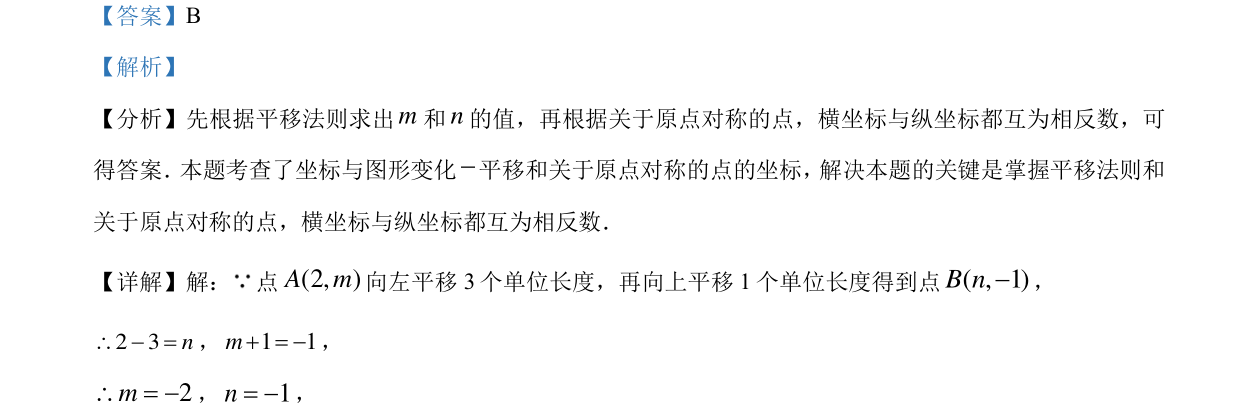 【答案】B
【解析】
【分析】先根据平移法则求出 m 和 n 的值，再根据关于原点对称的点，横坐标与纵坐标都互为相反数，可
得答案．本题考查了坐标与图形变化－平移和关于原点对称的点的坐标，解决本题的关键是掌握平移法则和
关于原点对称的点，横坐标与纵坐标都互为相反数．
【详解】解：∵点 A(2,m) 向左平移 3 个单位长度，再向上平移 1 个单位长度得到点 B(n,−1)，
∴2−3=n，m+1=−1，
∴m=−2，n=−1，